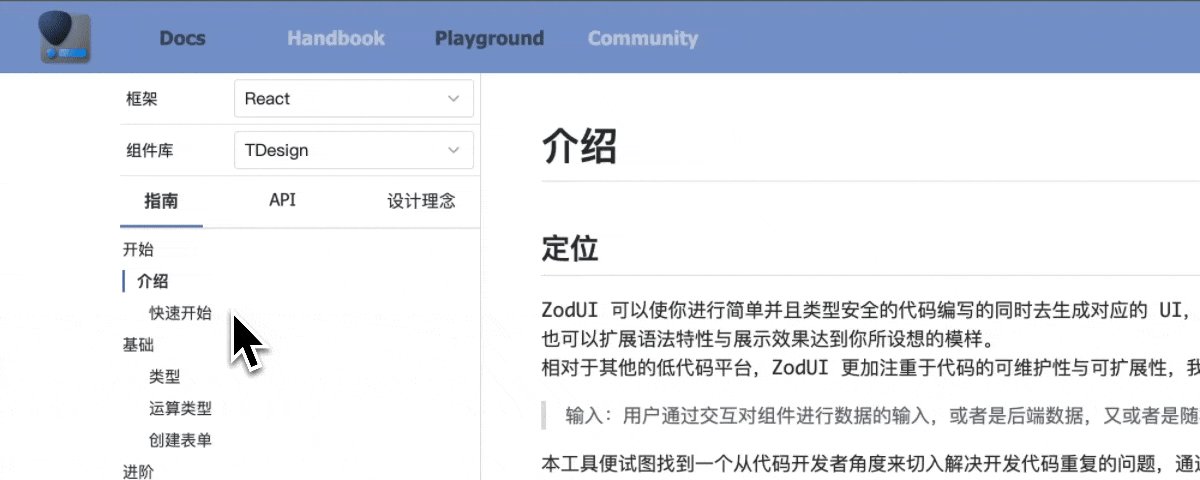 Docs Handbook Playground Community
框架 React
组件库 TDesign
指南 API 设计理念
开始
介绍
快速开始
基础
类型
运算类型
创建表单
进阶
介绍
定位
ZodUI 可以使你进行简单并且类型安全的代码编写的同时去生成对应的 UI，
也可以扩展语法特性与展示效果达到你所设想的模样。
相对于其他的低代码平台，ZodUI 更加注重于代码的可维护性与可扩展性，我
输入：用户通过交互对组件进行数据的输入，或者是后端数据，又或者是随
本工具便试图找到一个从代码开发者角度来切入解决开发代码重复的问题，通过